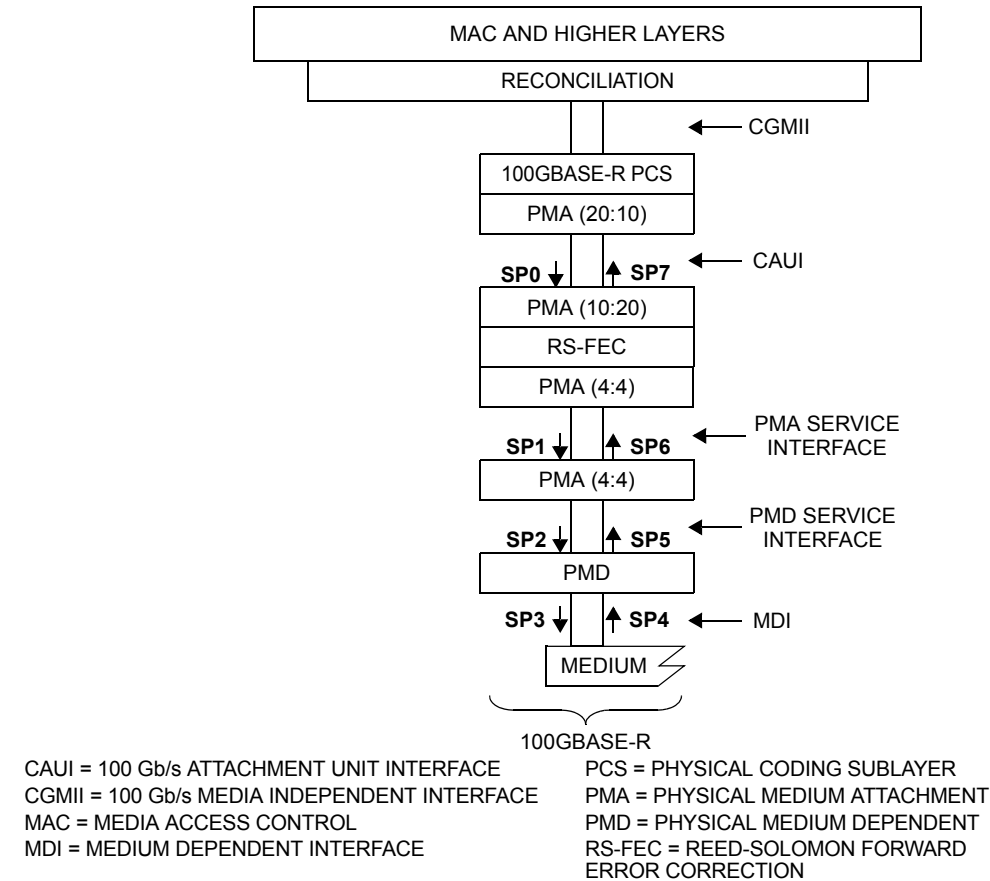 MAC AND HIGHER LAYERS
RECONCILIATION
CGMII
100GBASE-R PCS
PMA (20:10)
CAUI
SP0
SP7
PMA (10:20)
RS-FEC
PMA (4:4)
PMA SERVICE
INTERFACE
SP1
SP6
PMA (4:4)
PMD SERVICE
INTERFACE
SP2
SP5
PMD
SP3
SP4
MDI
MEDIUM
100GBASE-R
CAUI = 100 Gb/s ATTACHMENT UNIT INTERFACE
CGMII = 100 Gb/s MEDIA INDEPENDENT INTERFACE
MAC = MEDIA ACCESS CONTROL
MDI = MEDIUM DEPENDENT INTERFACE
PCS = PHYSICAL CODING SUBLAYER
PMA = PHYSICAL MEDIUM ATTACHMENT
PMD = PHYSICAL MEDIUM DEPENDENT
RS-FEC = REED-SOLOMON FORWARD
ERROR CORRECTION